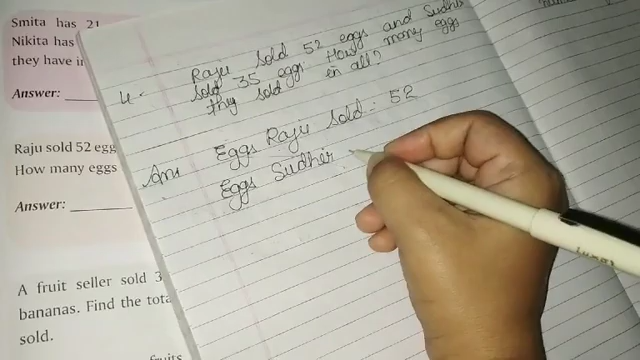 Smita has 21
Nikita has
they have i
Answer:
Raju sold 52 egg
How many eggs
Answer:
A fruit seller sold 3
bananas. Find the tota
sold.
fruits
4.- Raju sold 52 eggs and Sudhir
sold 35 eggs. How many eggs
they sold in all?
Ans Eggs Raju Sold = 52
Eggs Sudhir